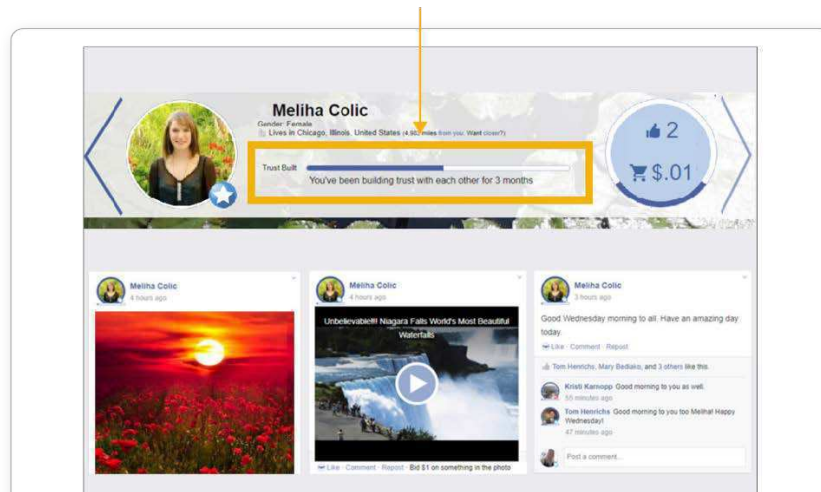 Meliha Colic
Gender: Female
Lives in Chicago, Illinois, United States (4,502 miles from you. Want closer?)
Trust Built
You've been building trust with each other for 3 months
2
$.01
Meliha Colic
4 hours ago
Meliha Colic
4 hours ago
Unbelievable!!! Niagara Falls World's Most Beautiful
Waterfalls
Like · Comment · Repost · Bid $1 on something in the photo
Meliha Colic
3 hours ago
Good Wednesday morning to all. Have an amazing day
today.
Like · Comment · Repost
Tom Henrichs, Mary Bediako, and 3 others like this.
Kristi Karnopp Good morning to you as well.
55 minutes ago
Tom Henrichs Good morning to you too Meliha! Happy
Wednesday!
47 minutes ago
Post a comment...